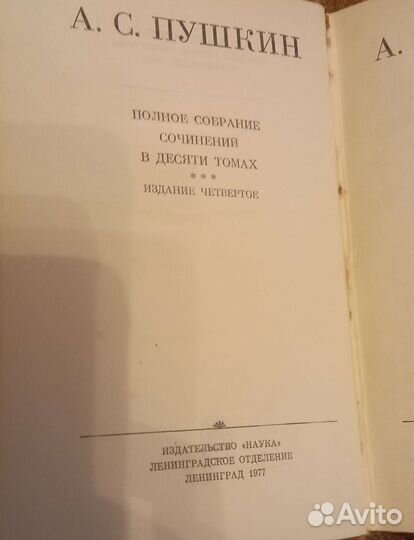 А. С. ПУШКИН
ПОЛНОЕ СОБРАНИЕ
СОЧИНЕНИЙ
В ДЕСЯТИ ТОМАХ
* * *
ИЗДАНИЕ ЧЕТВЕРТОЕ
ИЗДАТЕЛЬСТВО «НАУКА»
ЛЕНИНГРАДСКОЕ ОТДЕЛЕНИЕ
ЛЕНИНГРАД 1977
А.
Avito